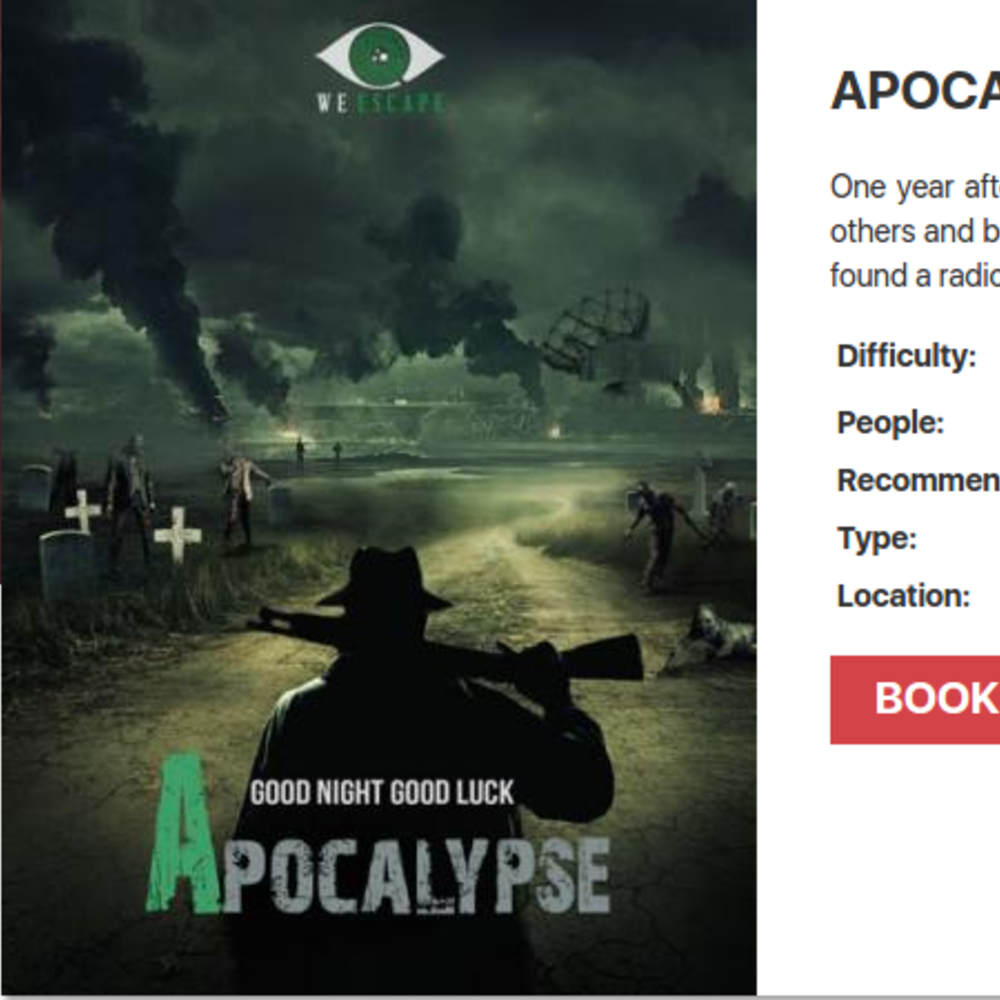 WE ESCAPE
GOOD NIGHT GOOD LUCK
APOCALYPSE
APOCA
One year aft
others and b
found a radio
Difficulty:
People:
Recommen
Type:
Location:
BOOK